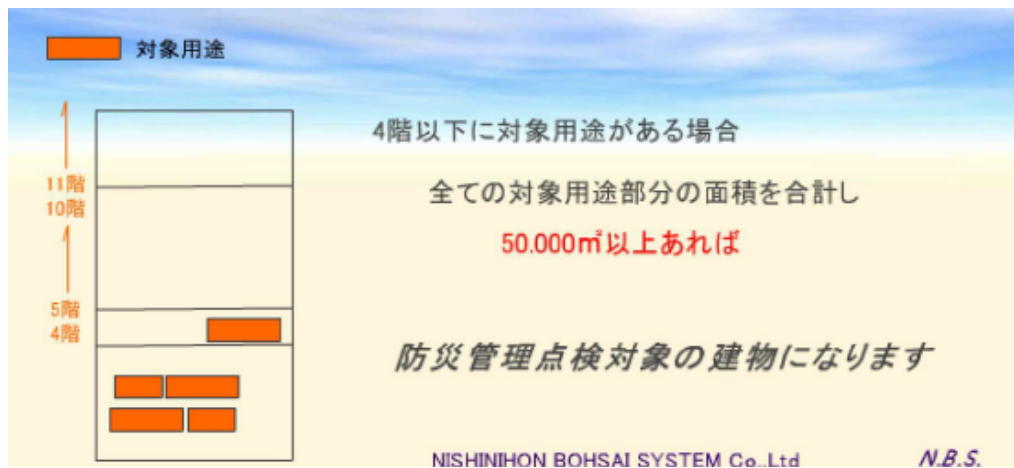 対象用途
4階以下に対象用途がある場合
11階
10階
全ての対象用途部分の面積を合計し
50.000㎡以上あれば
5階
4階
防災管理点検対象の建物になります
NISHINIHON BOHSAI SYSTEM Co.,Ltd
N.B.S.